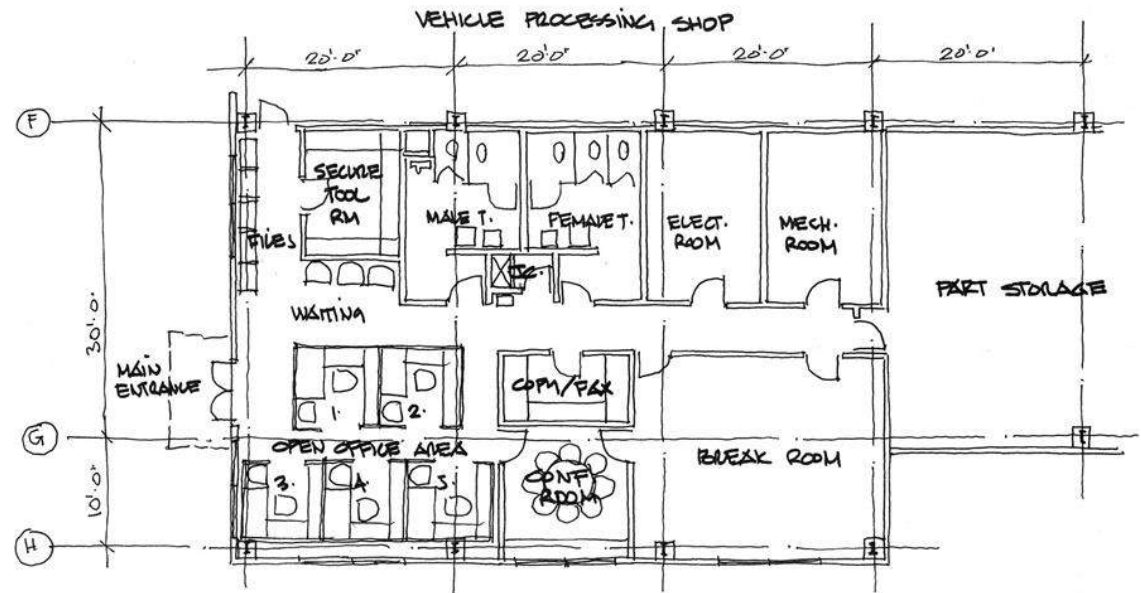 VEHICLE PROCESSING SHOP
20'-0" 20'-0" 20'-0" 20'-0"
F
SECURE
TOOL
RM
MALE T.
FEMALE T.
ELECT.
ROOM
MECH.
ROOM
FILES
J.C.
PART STORAGE
WAITING
30'-0"
MAIN
ENTRANCE
COPY/FAX
1.
2.
G
OPEN OFFICE AREA
BREAK ROOM
3.
4.
5.
CONF
ROOM
10'-0"
H